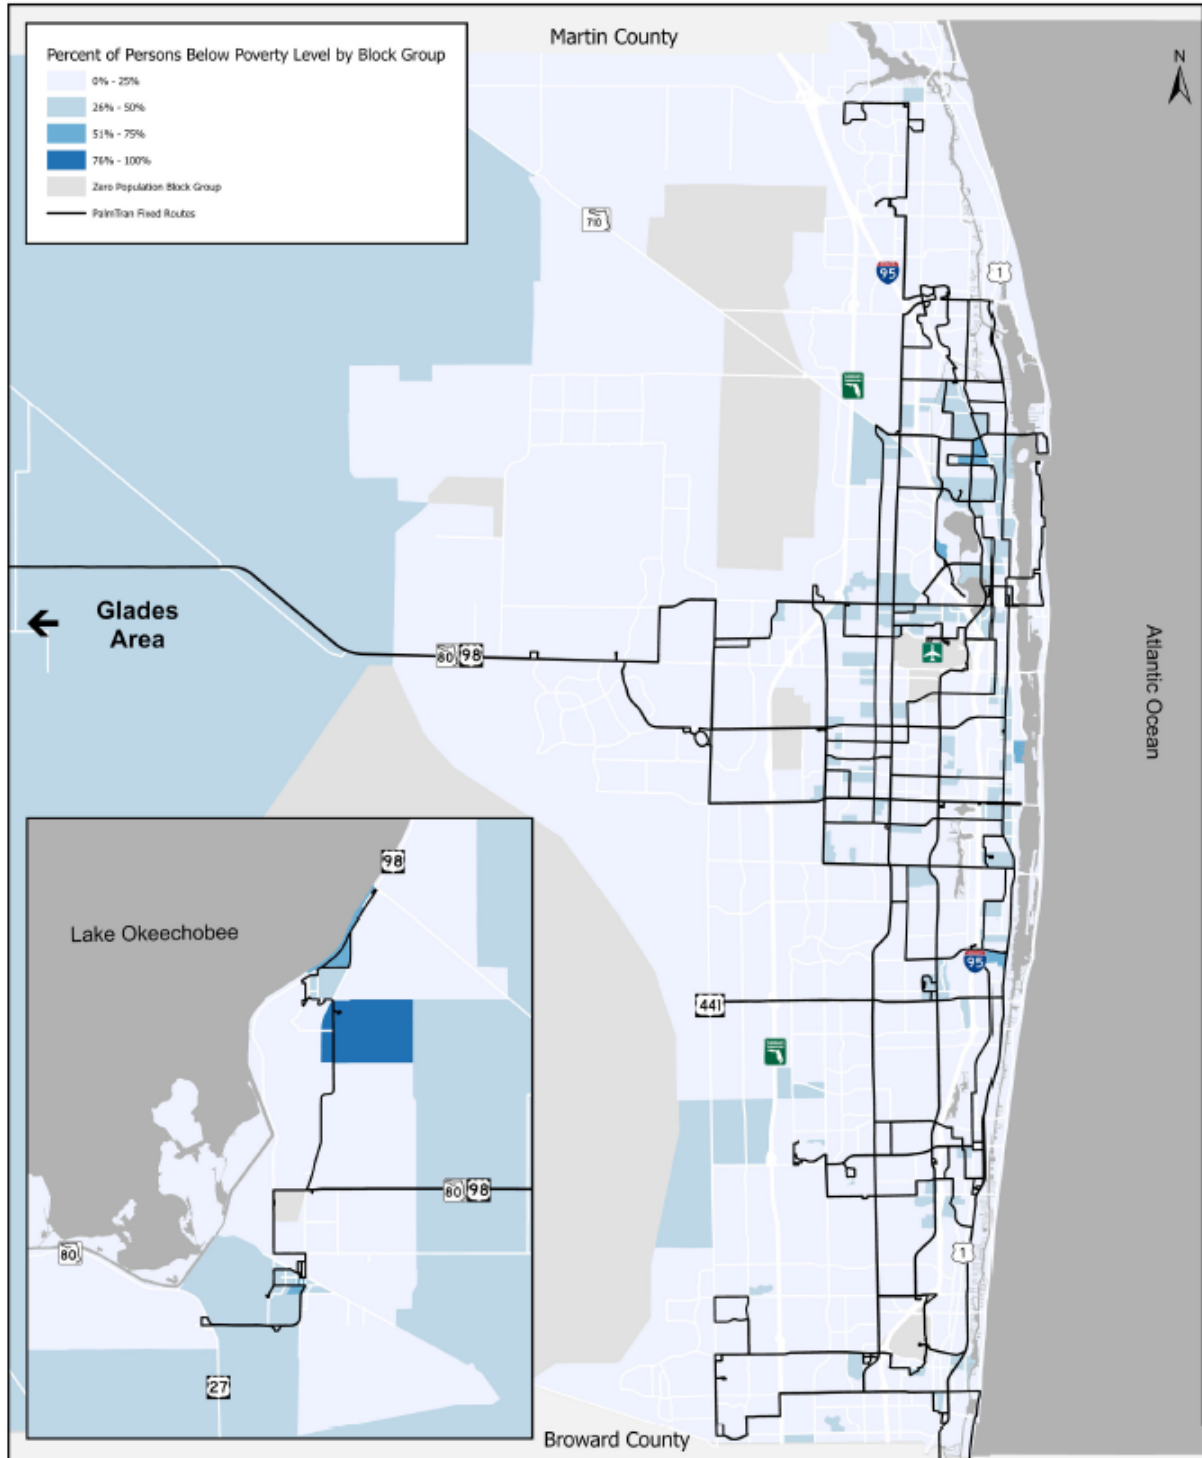 Martin County
N
Percent of Persons Below Poverty Level by Block Group
0% - 25%
26% - 50%
51% - 75%
76% - 100%
Zero Population Block Group
PalmTran Fixed Routes
710
95
1
Glades
Area
80
98
Atlantic Ocean
98
Lake Okeechobee
95
441
80
98
80
1
27
Broward County